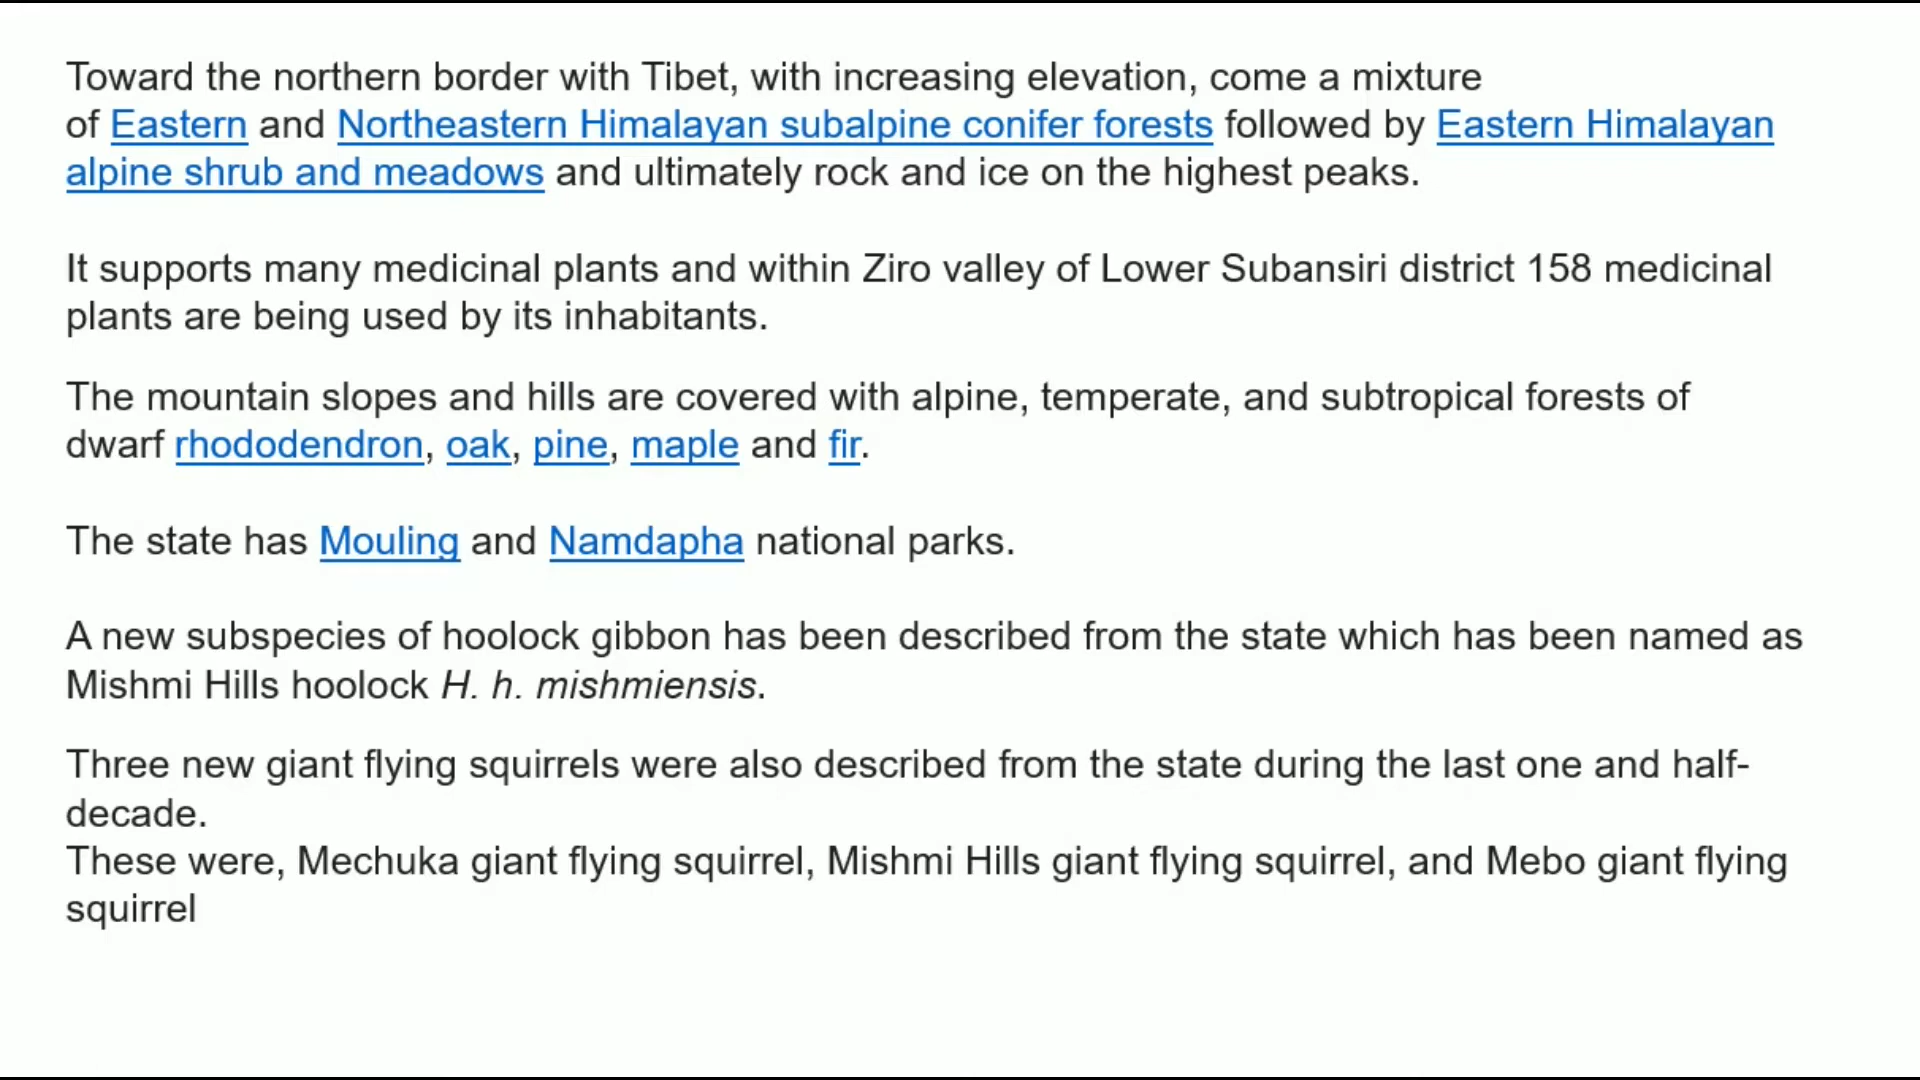 Toward the northern border with Tibet, with increasing elevation, come a mixture
of Eastern and Northeastern Himalayan subalpine conifer forests followed by Eastern Himalayan
alpine shrub and meadows and ultimately rock and ice on the highest peaks.
It supports many medicinal plants and within Ziro valley of Lower Subansiri district 158 medicinal
plants are being used by its inhabitants.
The mountain slopes and hills are covered with alpine, temperate, and subtropical forests of
dwarf rhododendron, oak, pine, maple and fir.
The state has Mouling and Namdapha national parks.
A new subspecies of hoolock gibbon has been described from the state which has been named as
Mishmi Hills hoolock H. h. mishmiensis.
Three new giant flying squirrels were also described from the state during the last one and half-
decade.
These were, Mechuka giant flying squirrel, Mishmi Hills giant flying squirrel, and Mebo giant flying
squirrel